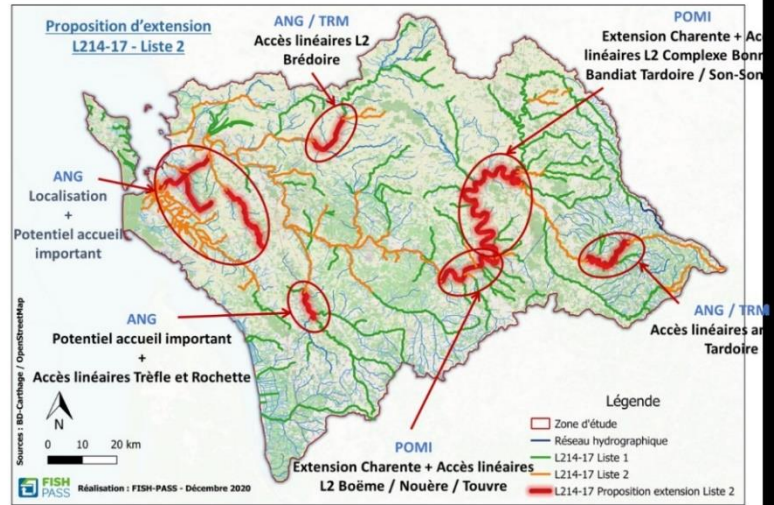 Proposition d'extension
L214-17 - Liste 2
ANG / TRM
Accès linéaires L2
Brédoire
POMI
Extension Charente + Ac
linéaires L2 Complexe Bonn
Bandiat Tardoire / Son-Son
ANG
Localisation
+
Potentiel accueil
important
ANG
Potentiel accueil important
+
Accès linéaires Trèfle et Rochette
ANG / TRM
Accès linéaires am
Tardoire
POMI
Extension Charente + Accès linéaires
L2 Boëme / Nouère / Touvre
Légende
Zone d'étude
Réseau hydrographique
L214-17 Liste 1
L214-17 Liste 2
L214-17 Proposition extension Liste 2
Sources : BD-Carthage / OpenStreetMap
N
0 10 20 km
FISH
PASS
Réalisation : FISH-PASS - Décembre 2020